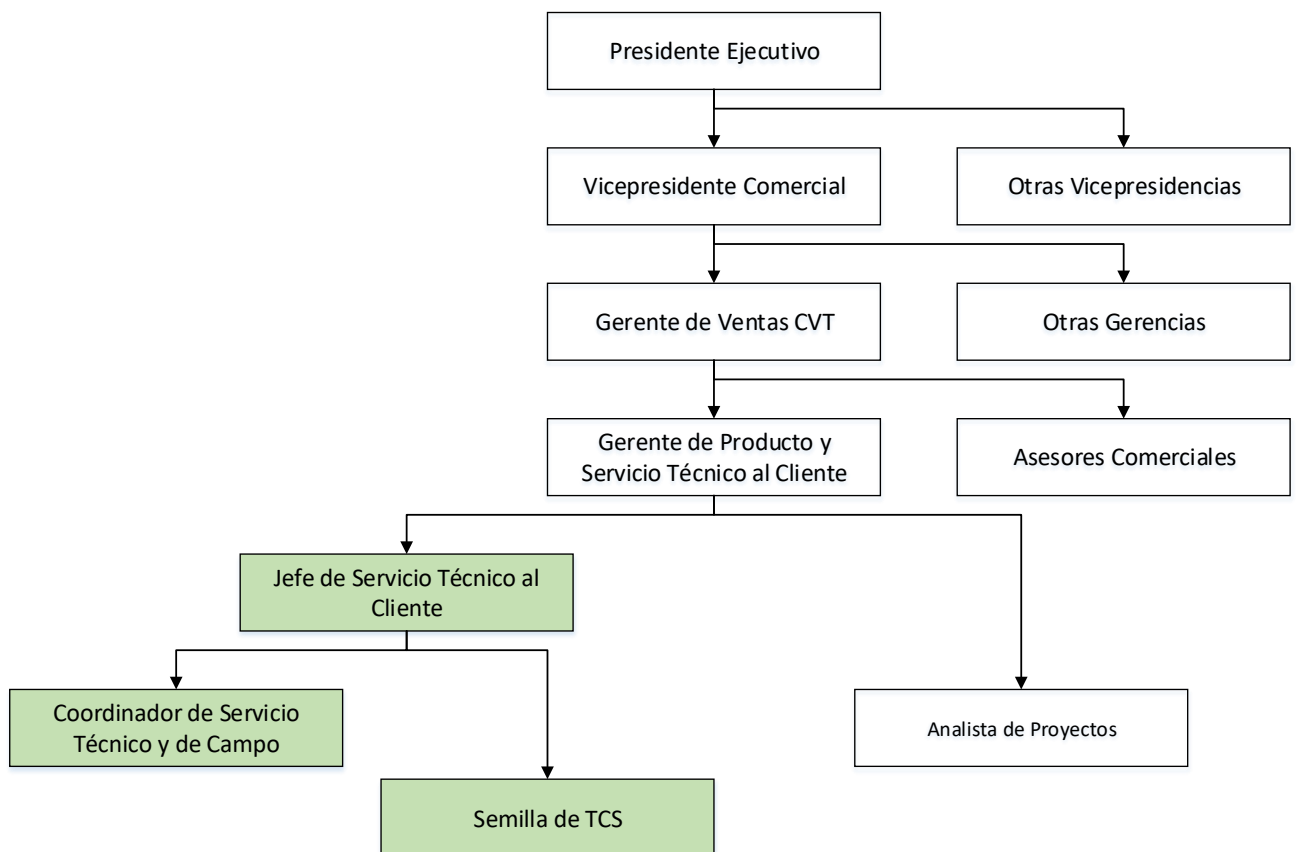 Presidente Ejecutivo
Vicepresidente Comercial
Otras Vicepresidencias
Gerente de Ventas CVT
Otras Gerencias
Gerente de Producto y
Servicio Técnico al Cliente
Asesores Comerciales
Jefe de Servicio Técnico al
Cliente
Coordinador de Servicio
Técnico y de Campo
Analista de Proyectos
Semilla de TCS